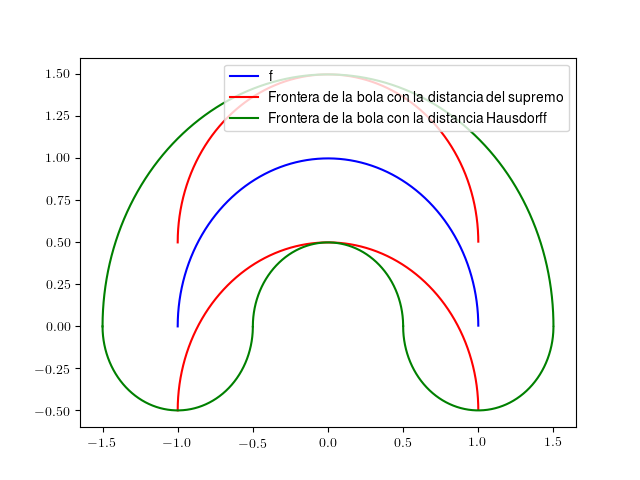 f
Frontera de la bola con la distancia del supremo
Frontera de la bola con la distancia Hausdorff
1.50
1.25
1.00
0.75
0.50
0.25
0.00
−0.25
−0.50
−1.5 −1.0 −0.5 0.0 0.5 1.0 1.5